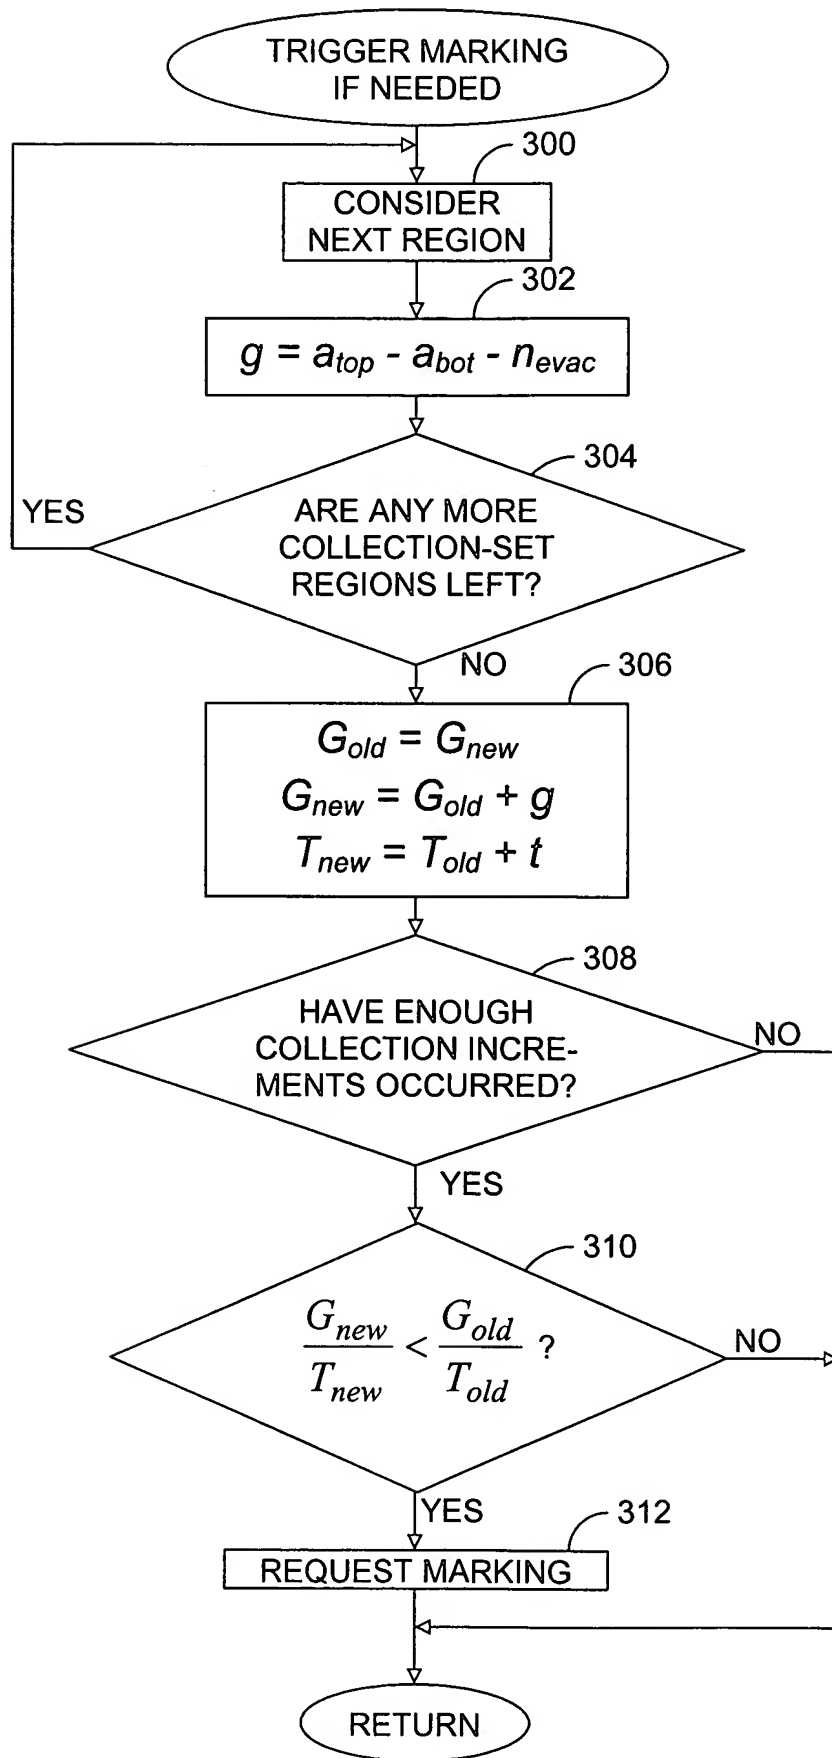 TRIGGER MARKING
IF NEEDED
300
CONSIDER
NEXT REGION
302
g = a_top - a_bot - n_evac
304
YES
ARE ANY MORE
COLLECTION-SET
REGIONS LEFT?
NO
306
G_old = G_new
G_new = G_old + g
T_new = T_old + t
308
HAVE ENOUGH
COLLECTION INCRE-
MENTS OCCURRED?
NO
YES
310
G_new / T_new < G_old / T_old ?
NO
YES
312
REQUEST MARKING
RETURN